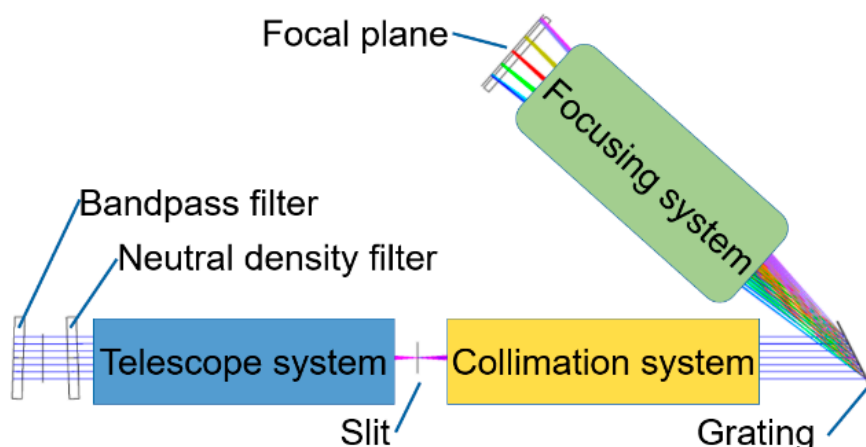 Focal plane
Focusing system
Bandpass filter
Neutral density filter
Telescope system
Collimation system
Slit
Grating